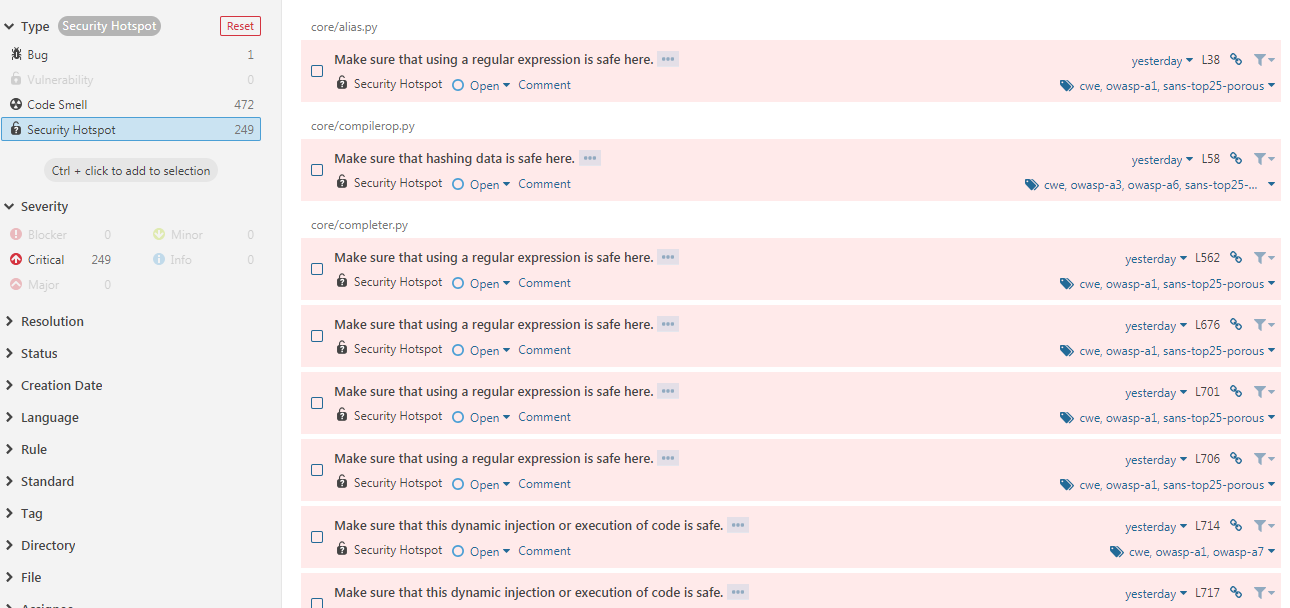 Type Security Hotspot Reset
Bug 1
Vulnerability 0
Code Smell 472
Security Hotspot 249
Ctrl + click to add to selection
Severity
Blocker 0 Minor 0
Critical 249 Info 0
Major 0
Resolution
Status
Creation Date
Language
Rule
Standard
Tag
Directory
File
core/alias.py
Make sure that using a regular expression is safe here. ••• yesterday L38
Security Hotspot Open Comment cwe, owasp-a1, sans-top25-porous
core/compilerop.py
Make sure that hashing data is safe here. ••• yesterday L58
Security Hotspot Open Comment cwe, owasp-a3, owasp-a6, sans-top25-...
core/completer.py
Make sure that using a regular expression is safe here. ••• yesterday L562
Security Hotspot Open Comment cwe, owasp-a1, sans-top25-porous
Make sure that using a regular expression is safe here. ••• yesterday L676
Security Hotspot Open Comment cwe, owasp-a1, sans-top25-porous
Make sure that using a regular expression is safe here. ••• yesterday L701
Security Hotspot Open Comment cwe, owasp-a1, sans-top25-porous
Make sure that using a regular expression is safe here. ••• yesterday L706
Security Hotspot Open Comment cwe, owasp-a1, sans-top25-porous
Make sure that this dynamic injection or execution of code is safe. ••• yesterday L714
Security Hotspot Open Comment cwe, owasp-a1, owasp-a7
Make sure that this dynamic injection or execution of code is safe. ••• yesterday L717